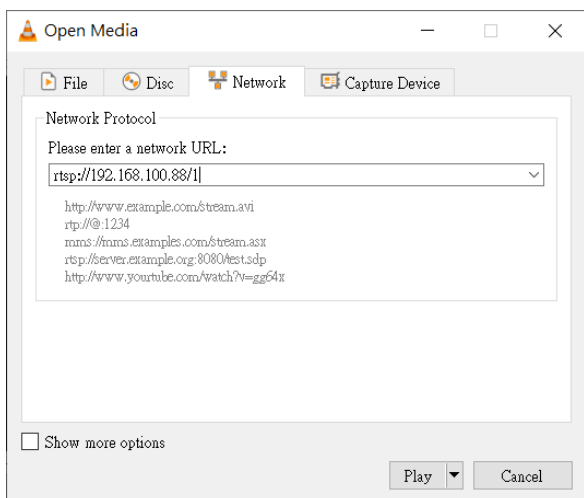 Open Media
File Disc Network Capture Device
Network Protocol
Please enter a network URL:
rtsp://192.168.100.88/1
http://www.example.com/stream.avi
rtp://@:1234
mms://mms.examples.com/stream.asx
rtsp://server.example.org:8080/test.sdp
http://www.yourtube.com/watch?v=gg64x
Show more options
Play Cancel